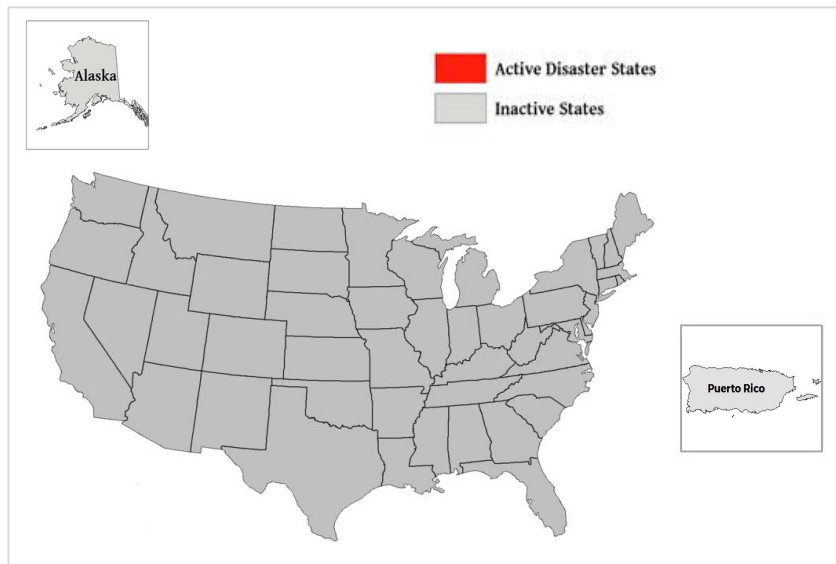 Alaska
Active Disaster States
Inactive States
Puerto Rico